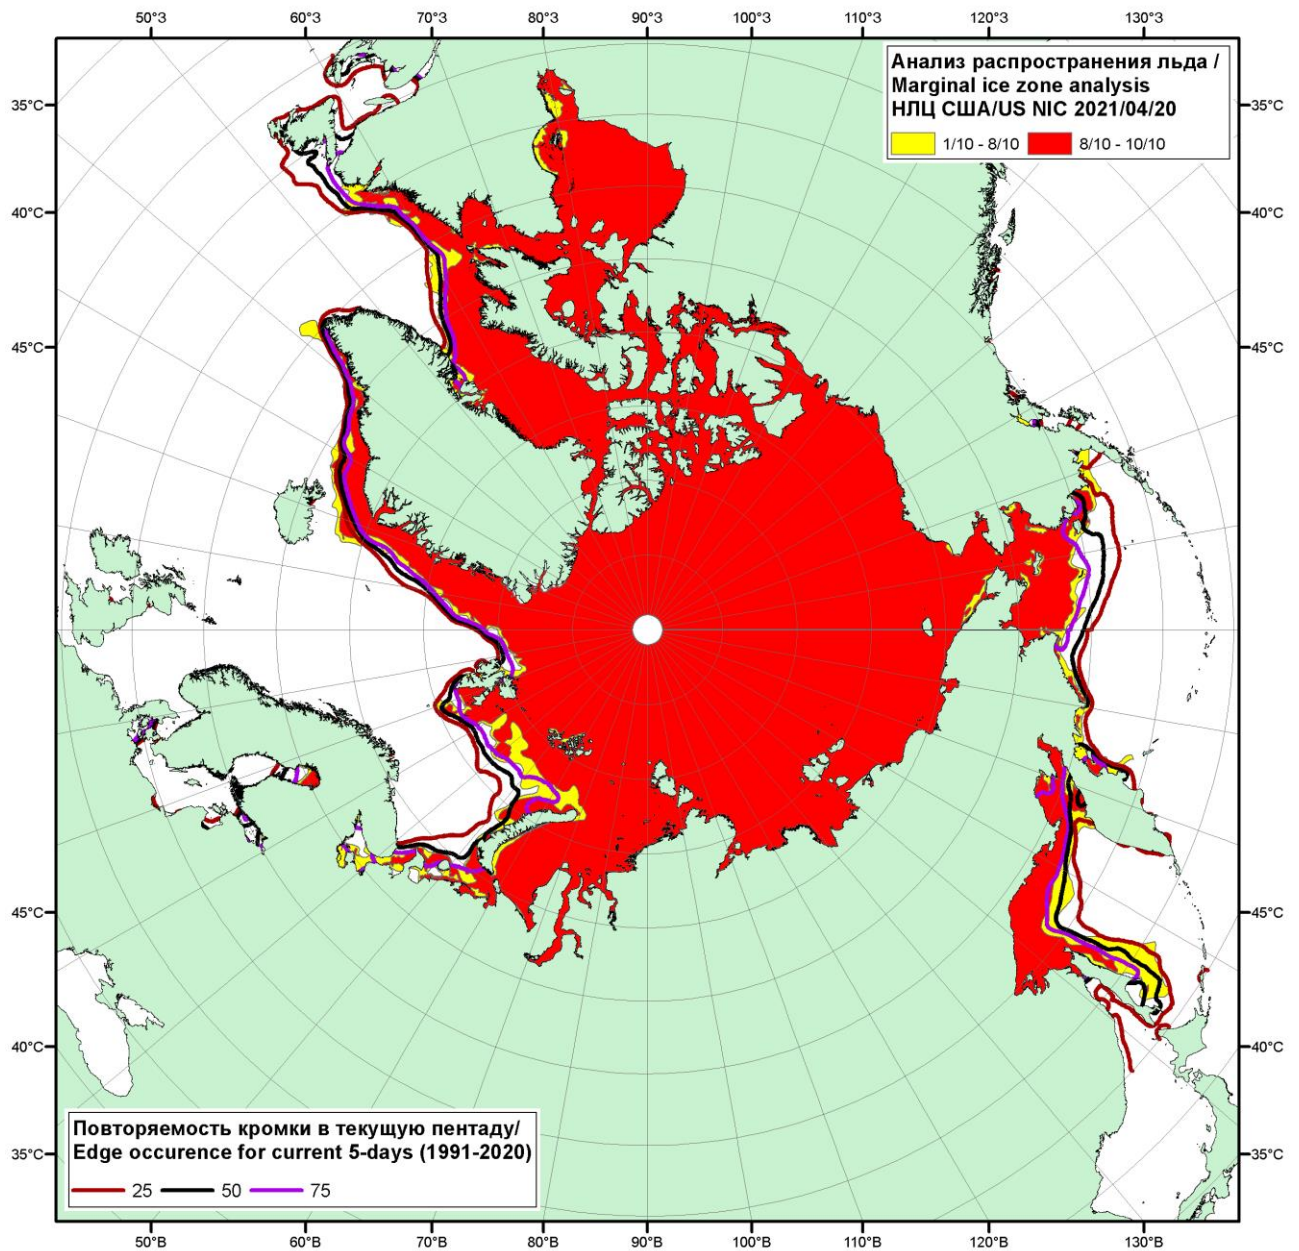 50°З 60°З 70°З 80°З 90°З 100°З 110°З 120°З 130°З
Анализ распространения льда /
Marginal ice zone analysis
НЛЦ США/US NIC 2021/04/20
1/10 - 8/10 8/10 - 10/10
35°С 35°С
40°С 40°С
45°С 45°С
45°С 45°С
40°С 40°С
35°С 35°С
Повторяемость кромки в текущую пентаду/
Edge occurence for current 5-days (1991-2020)
25 50 75
50°В 60°В 70°В 80°В 90°В 100°В 110°В 120°В 130°В